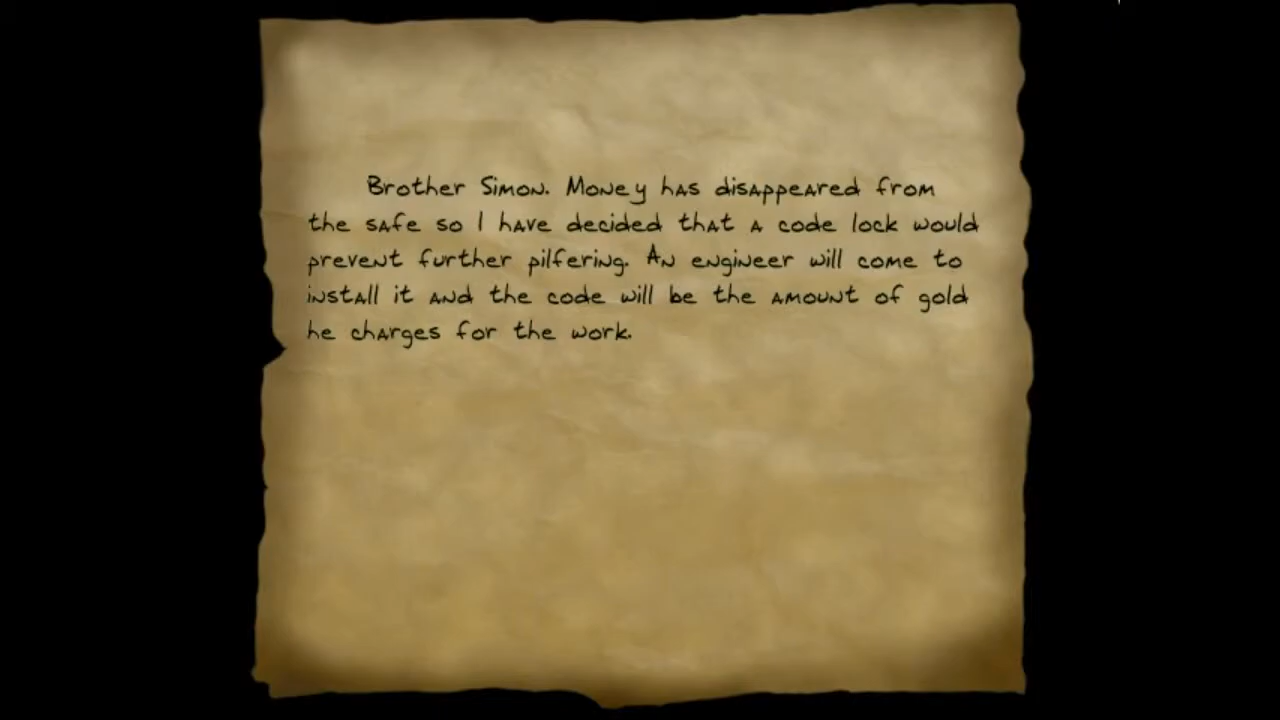 Brother Simon. Money has disappeared from
the safe so I have decided that a code lock would
prevent further pilfering. An engineer will come to
install it and the code will be the amount of gold
he charges for the work.